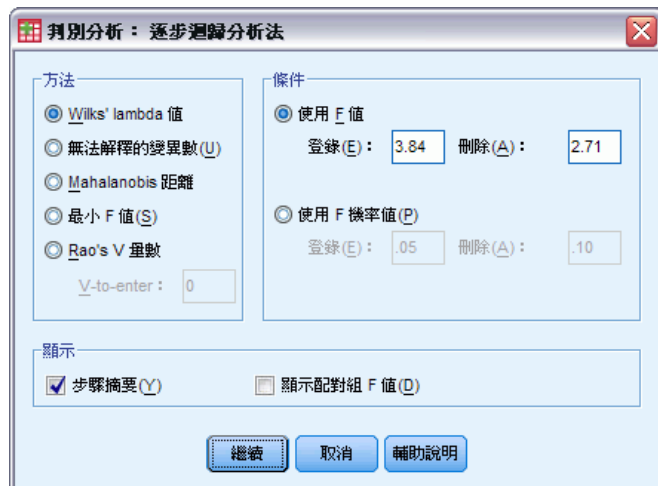 判別分析： 逐步迴歸分析法
方法
Wilks' lambda 值
無法解釋的變異數(U)
Mahalanobis 距離
最小 F 值(S)
Rao's V 量數
V-to-enter： 0
條件
使用 F 值
登錄(E)： 3.84 刪除(A)： 2.71
使用 F 機率值(P)
登錄(E)： .05 刪除(A)： .10
顯示
步驟摘要(Y) 顯示配對組 F 值(D)
繼續 取消 輔助說明